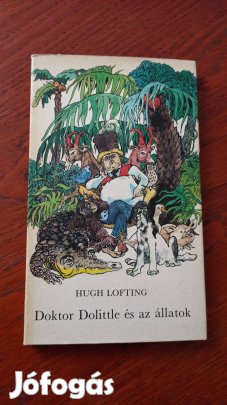 HUGH LOFTING
Doktor Dolittle és az állatok
Jófogás